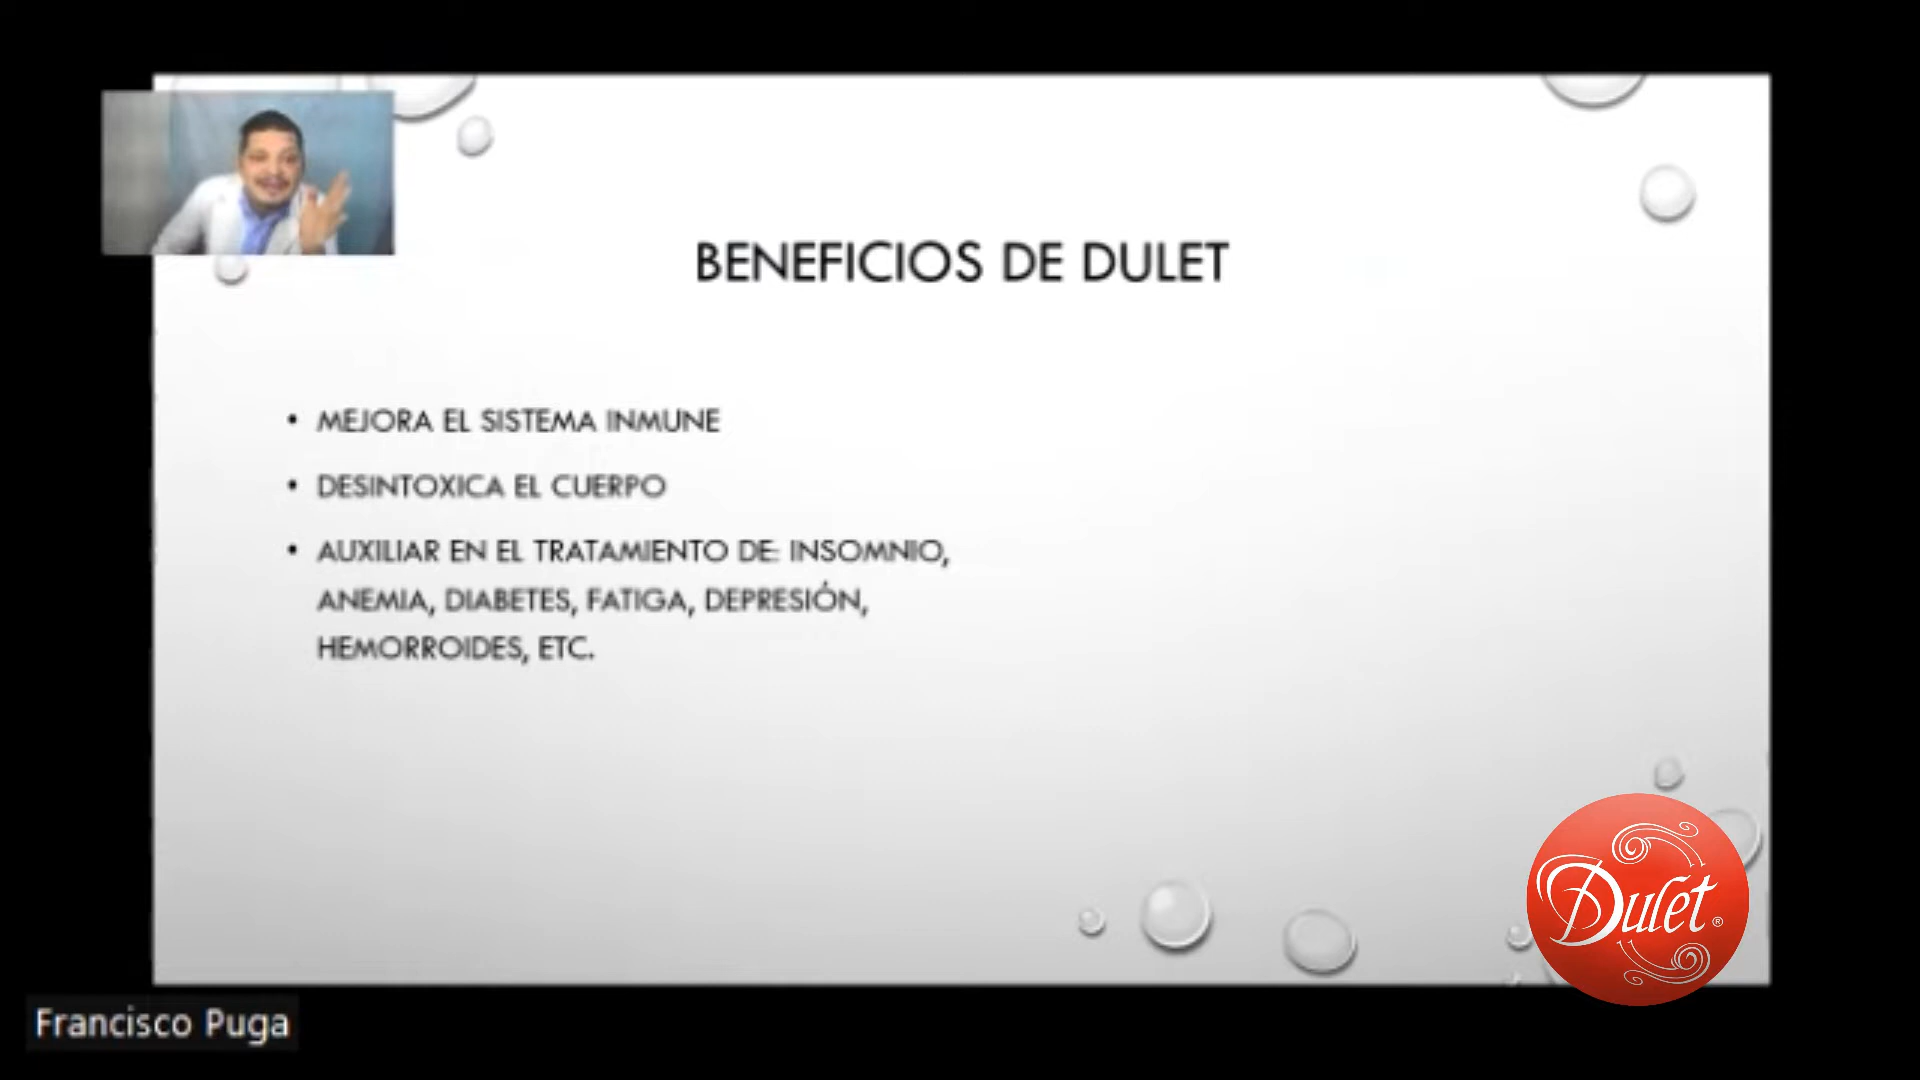 BENEFICIOS DE DULET
• MEJORA EL SISTEMA INMUNE
• DESINTOXICA EL CUERPO
• AUXILIAR EN EL TRATAMIENTO DE: INSOMNIO,
ANEMIA, DIABETES, FATIGA, DEPRESIÓN,
HEMORROIDES, ETC.
Dulet®
Francisco Puga